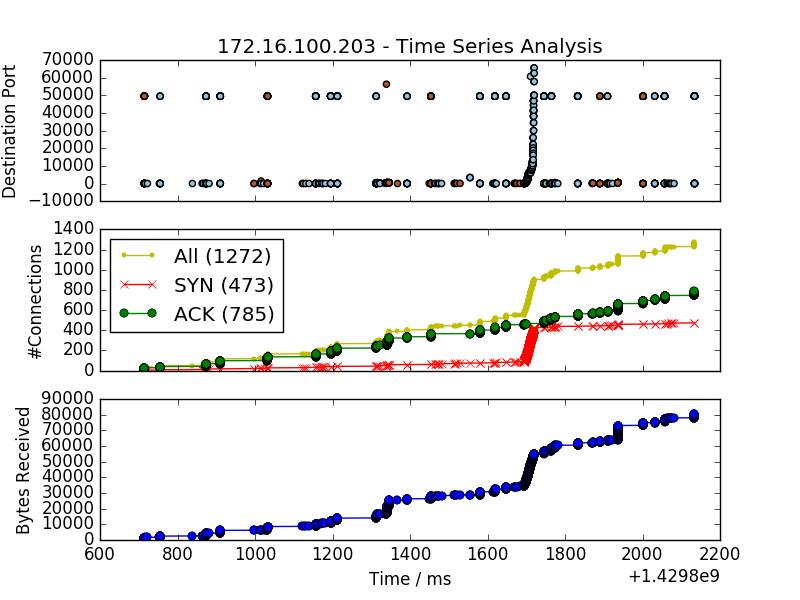 172.16.100.203 - Time Series Analysis
Destination Port
70000
60000
50000
40000
30000
20000
10000
0
−10000
#Connections
1400
1200
1000
800
600
400
200
0
All (1272)
SYN (473)
ACK (785)
Bytes Received
90000
80000
70000
60000
50000
40000
30000
20000
10000
0
600 800 1000 1200 1400 1600 1800 2000 2200
Time / ms
+1.4298e9